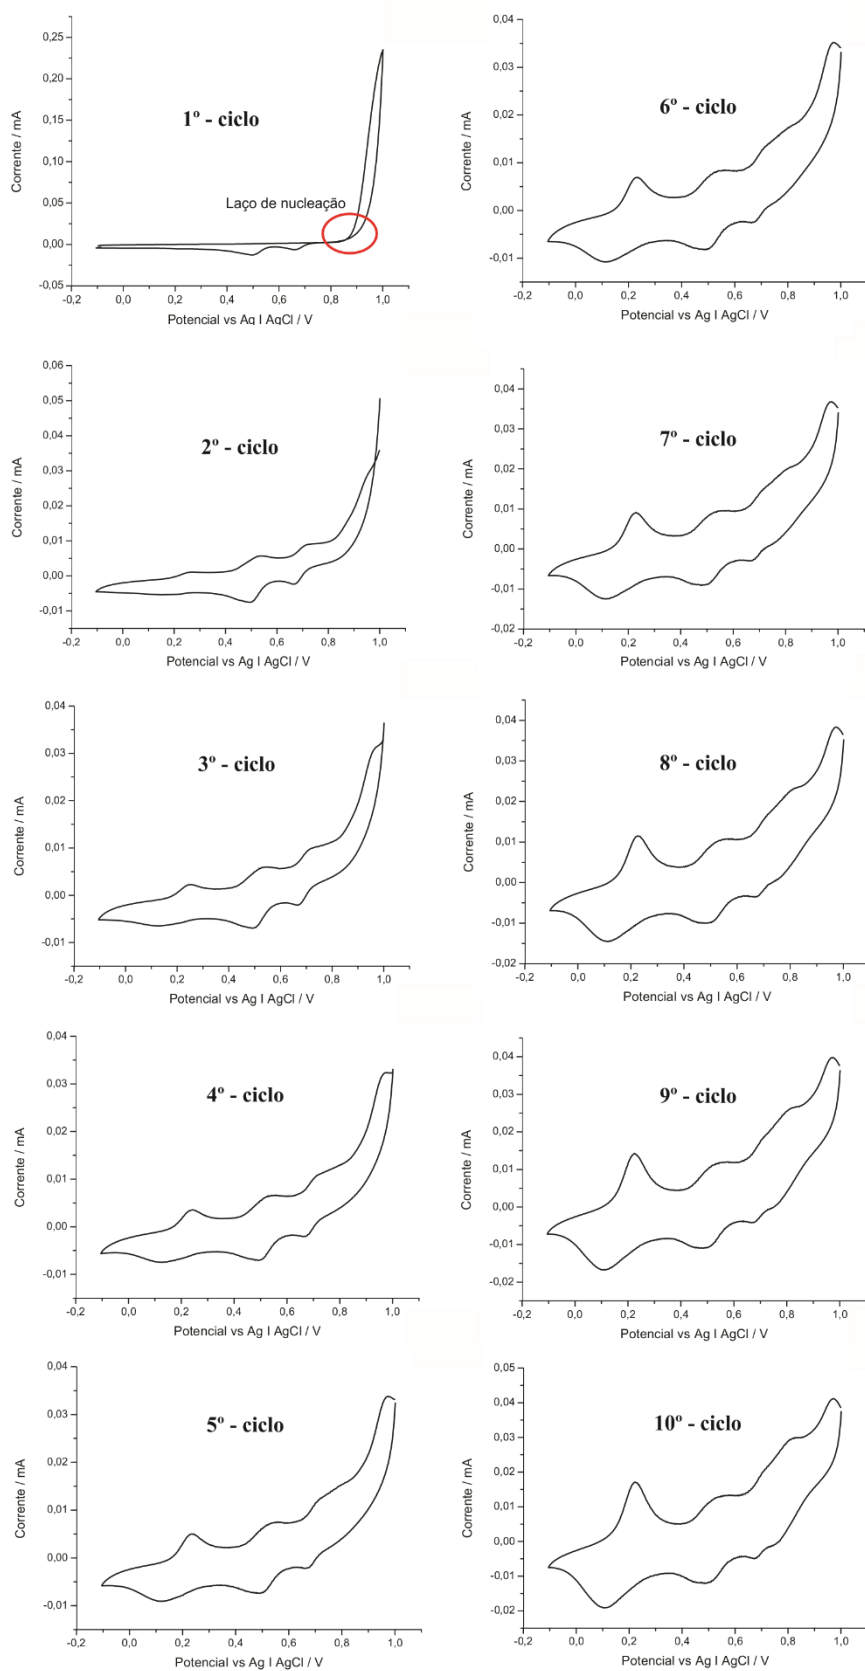 0,25
0,20
0,15
0,10
0,05
0,00
-0,05
Corrente / mA
1º - ciclo
Laço de nucleação
-0,2 0,0 0,2 0,4 0,6 0,8 1,0
Potencial vs Ag I AgCl / V
0,06
0,05
0,04
0,03
0,02
0,01
0,00
-0,01
Corrente / mA
2º - ciclo
-0,2 0,0 0,2 0,4 0,6 0,8 1,0
Potencial vs Ag I AgCl / V
0,04
0,03
0,02
0,01
0,00
-0,01
Corrente / mA
3º - ciclo
-0,2 0,0 0,2 0,4 0,6 0,8 1,0
Potencial vs Ag I AgCl / V
0,04
0,03
0,02
0,01
0,00
-0,01
Corrente / mA
4º - ciclo
-0,2 0,0 0,2 0,4 0,6 0,8 1,0
Potencial vs Ag I AgCl / V
0,04
0,03
0,02
0,01
0,00
-0,01
Corrente / mA
5º - ciclo
-0,2 0,0 0,2 0,4 0,6 0,8 1,0
Potencial vs Ag I AgCl / V
0,04
0,03
0,02
0,01
0,00
-0,01
Corrente / mA
6º - ciclo
-0,2 0,0 0,2 0,4 0,6 0,8 1,0
Potencial vs Ag I AgCl / V
0,04
0,03
0,02
0,01
0,00
-0,01
-0,02
Corrente / mA
7º - ciclo
-0,2 0,0 0,2 0,4 0,6 0,8 1,0
Potencial vs Ag I AgCl / V
0,04
0,03
0,02
0,01
0,00
-0,01
-0,02
Corrente / mA
8º - ciclo
-0,2 0,0 0,2 0,4 0,6 0,8 1,0
Potencial vs Ag I AgCl / V
0,04
0,03
0,02
0,01
0,00
-0,01
-0,02
Corrente / mA
9º - ciclo
-0,2 0,0 0,2 0,4 0,6 0,8 1,0
Potencial vs Ag I AgCl / V
0,05
0,04
0,03
0,02
0,01
0,00
-0,01
-0,02
Corrente / mA
10º - ciclo
-0,2 0,0 0,2 0,4 0,6 0,8 1,0
Potencial vs Ag I AgCl / V